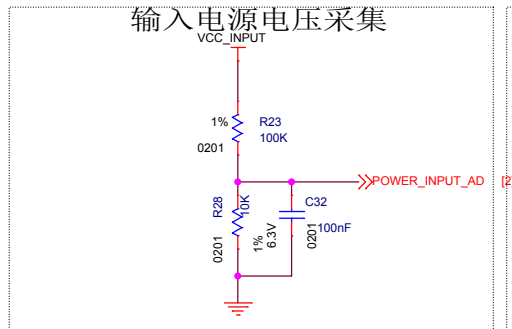 输入电源电压采集
VCC_INPUT
1%
R23
100K
0201
POWER_INPUT_AD
[2
R28
10K
0201
1%
6.3V
C32
0201
100nF